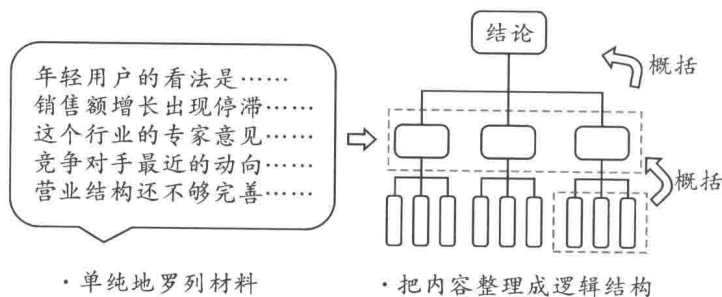 年轻用户的看法是……
销售额增长出现停滞……
这个行业的专家意见……
竞争对手最近的动向……
营业结构还不够完善……
·单纯地罗列材料
结论
概括
概括
·把内容整理成逻辑结构